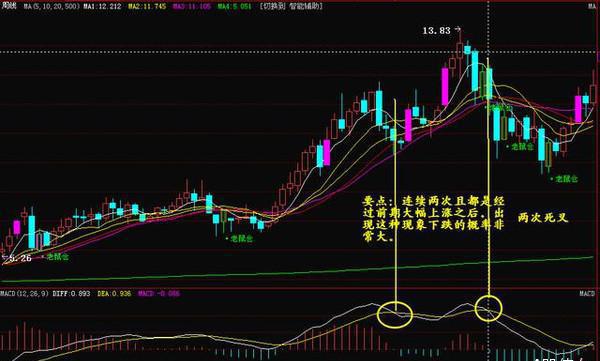 周线 MA(5,10,20,500) MA1:12.212 MA2:11.745 MA3:11.105 MA4:5.051 [切换到 智能辅助] MA
13.83
老鼠仓
老鼠仓
老鼠仓
老鼠仓
老鼠仓
要点：连续两次且都是经
过前期大幅上涨之后，出
现这种现象下跌的概率非
常大。
两次死叉
5.26
MACD(12,26,9) DIFF:0.893 DEA:0.936 MACD:-0.086 MACD